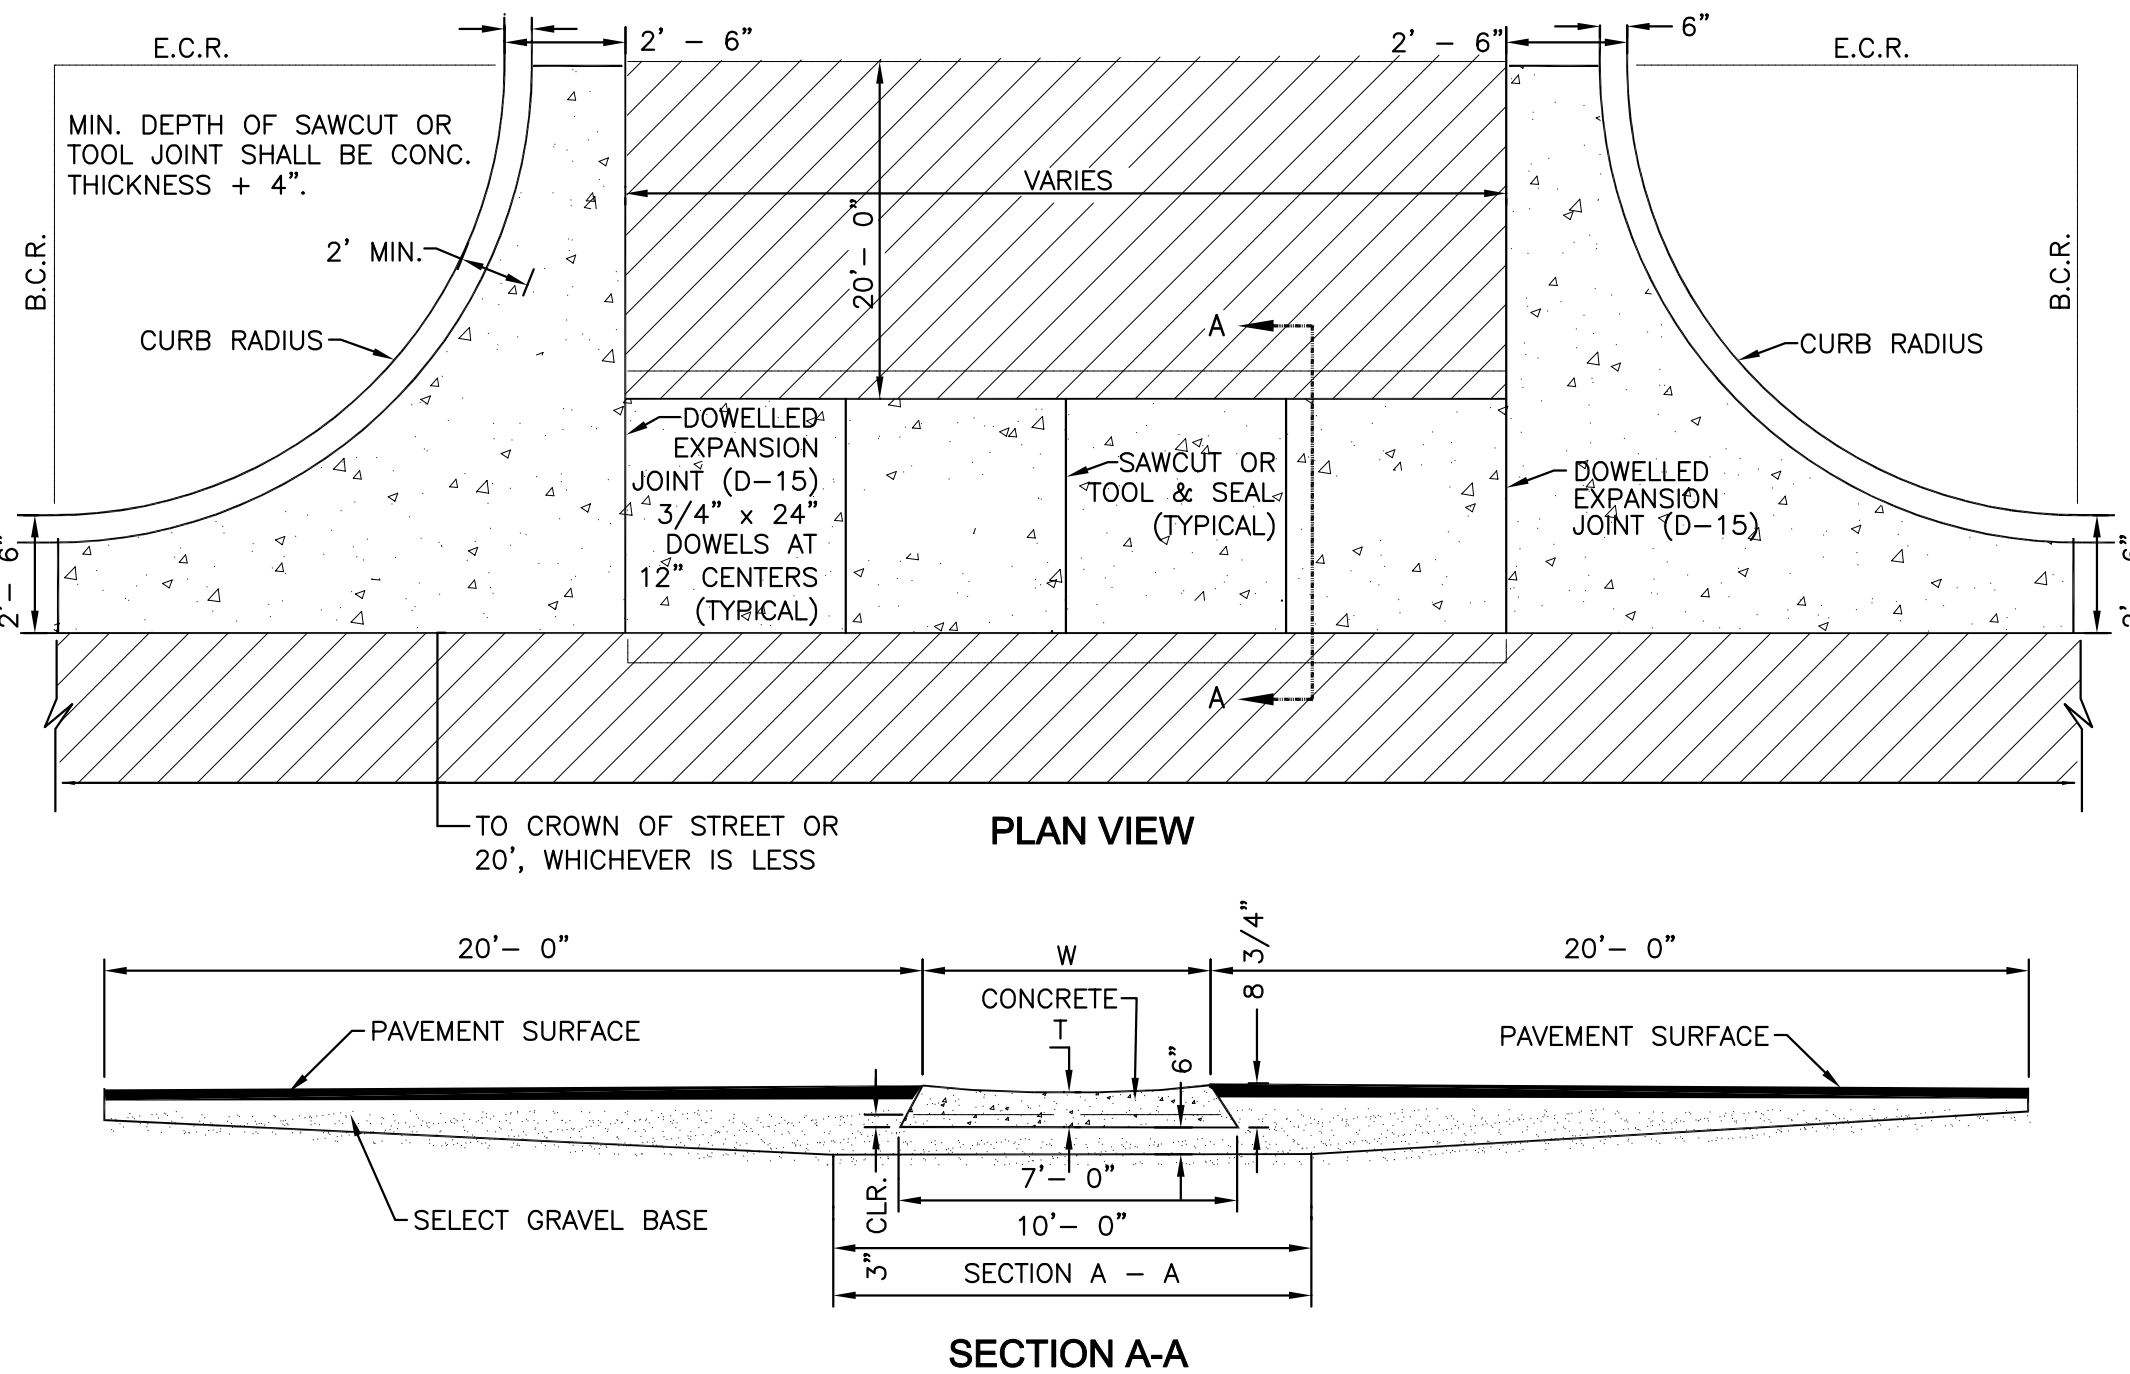 2' – 6"
2' – 6"
6"
E.C.R.
E.C.R.
MIN. DEPTH OF SAWCUT OR
TOOL JOINT SHALL BE CONC.
THICKNESS + 4".
VARIES
20'– 0"
2' MIN.
B.C.R.
B.C.R.
CURB RADIUS
CURB RADIUS
A
DOWELLED
EXPANSION
JOINT (D–15)
3/4" x 24"
DOWELS AT
12" CENTERS
(TYPICAL)
SAWCUT OR
TOOL & SEAL
(TYPICAL)
DOWELLED
EXPANSION
JOINT (D–15)
2'– 6"
2'– 6"
A
TO CROWN OF STREET OR
20', WHICHEVER IS LESS
PLAN VIEW
20'– 0"
W
8 3/4"
20'– 0"
CONCRETE
T
PAVEMENT SURFACE
PAVEMENT SURFACE
6"
7'– 0"
3" CLR.
SELECT GRAVEL BASE
10'– 0"
SECTION A – A
SECTION A-A